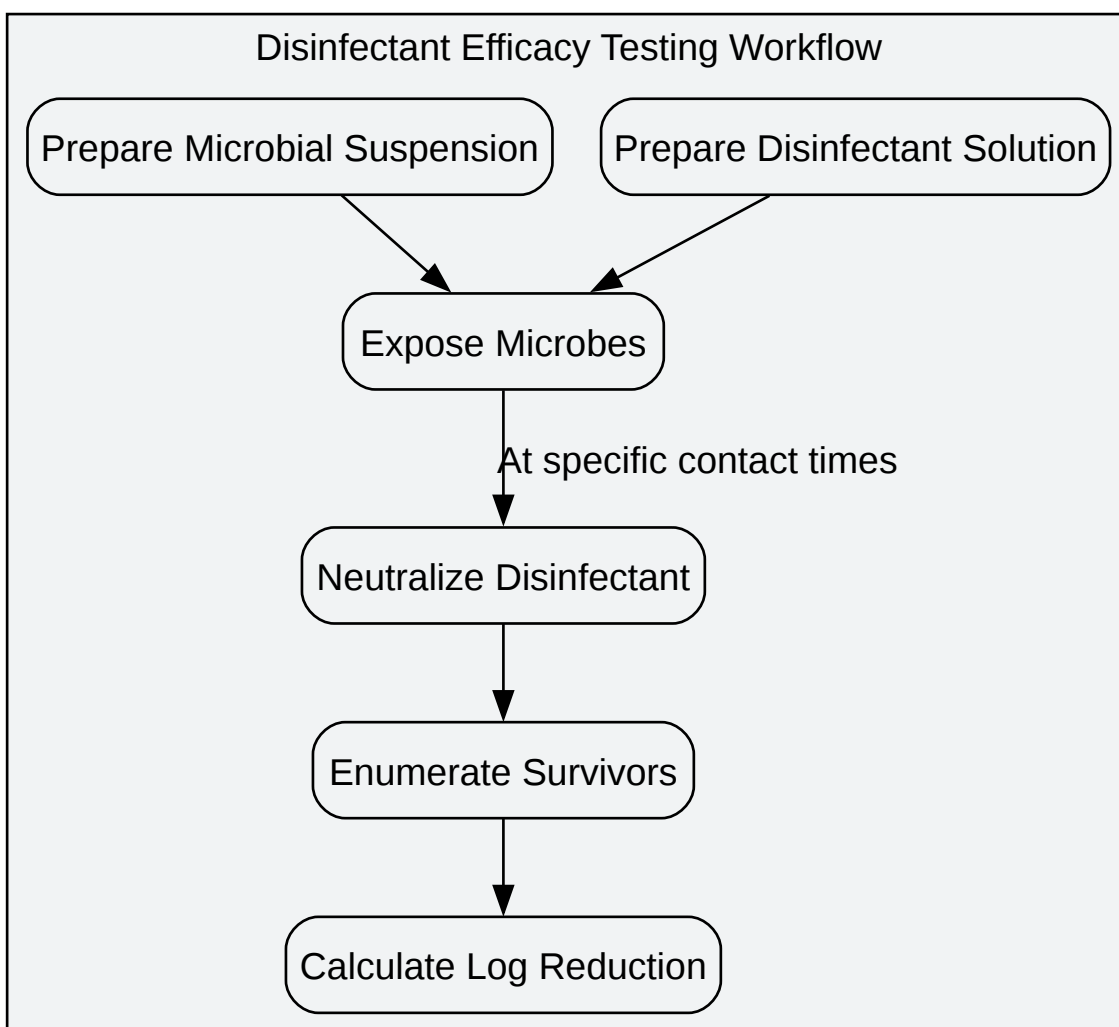 Disinfectant Efficacy Testing Workflow
Prepare Microbial Suspension
Prepare Disinfectant Solution
Expose Microbes
At specific contact times
Neutralize Disinfectant
Enumerate Survivors
Calculate Log Reduction